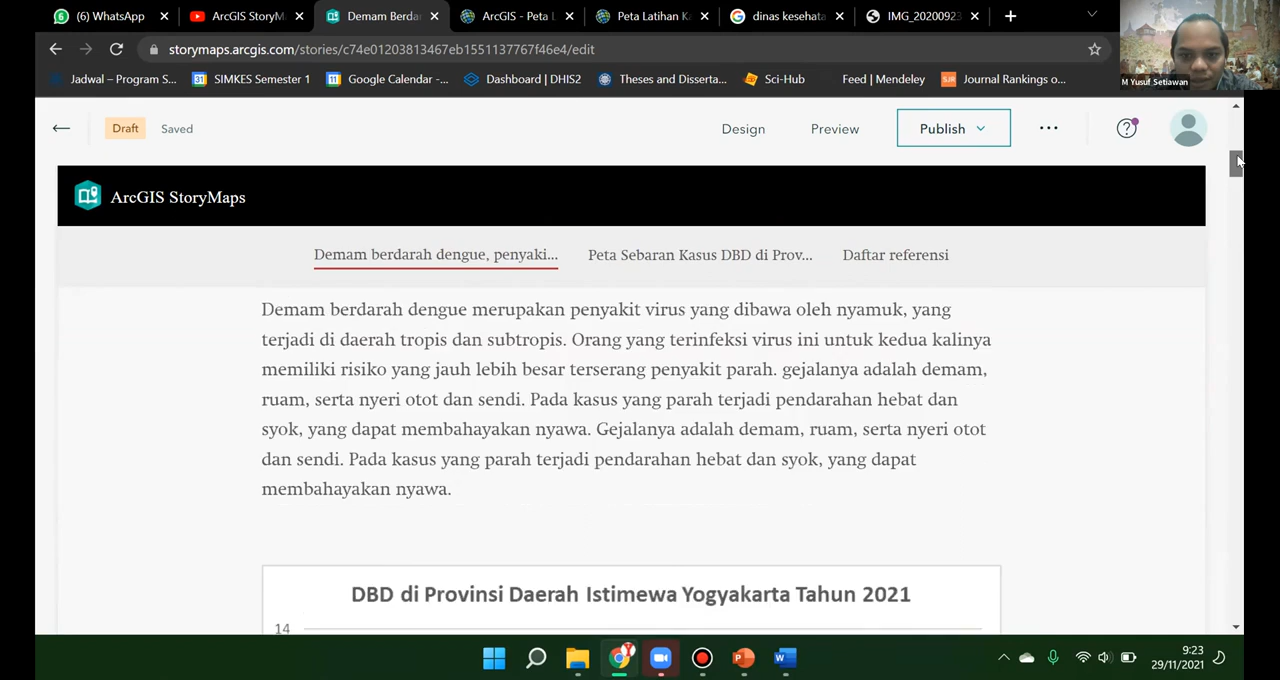 (6) WhatsApp
ArcGIS StoryM
Demam Berda
ArcGIS - Peta L
Peta Latihan K
dinas kesehata
IMG_20200923
storymaps.arcgis.com/stories/c74e01203813467eb1551137767f46e4/edit
M Yusuf Setiawan
Jadwal – Program S...
SIMKES Semester 1
Google Calendar -...
Dashboard | DHIS2
Theses and Disserta...
Sci-Hub
Feed | Mendeley
Journal Rankings o...
Draft
Saved
Design
Preview
Publish
ArcGIS StoryMaps
Demam berdarah dengue, penyaki...
Peta Sebaran Kasus DBD di Prov...
Daftar referensi
Demam berdarah dengue merupakan penyakit virus yang dibawa oleh nyamuk, yang
terjadi di daerah tropis dan subtropis. Orang yang terinfeksi virus ini untuk kedua kalinya
memiliki risiko yang jauh lebih besar terserang penyakit parah. gejalanya adalah demam,
ruam, serta nyeri otot dan sendi. Pada kasus yang parah terjadi pendarahan hebat dan
syok, yang dapat membahayakan nyawa. Gejalanya adalah demam, ruam, serta nyeri otot
dan sendi. Pada kasus yang parah terjadi pendarahan hebat dan syok, yang dapat
membahayakan nyawa.
DBD di Provinsi Daerah Istimewa Yogyakarta Tahun 2021
14
9:23
29/11/2021